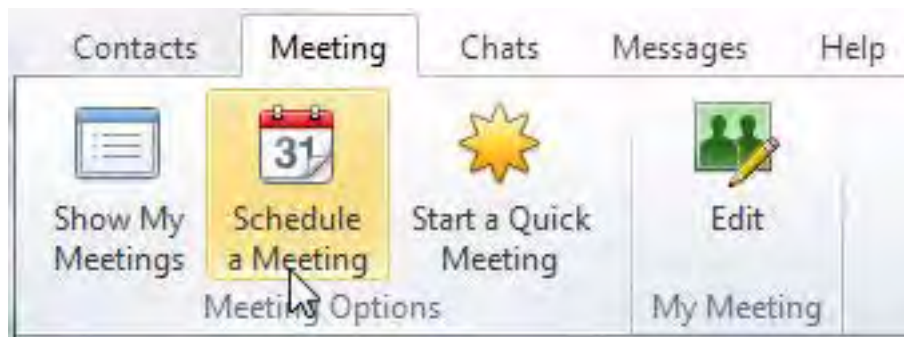 Contacts Meeting Chats Messages Help
31
Show My Meetings
Schedule a Meeting
Start a Quick Meeting
Edit
Meeting Options
My Meeting